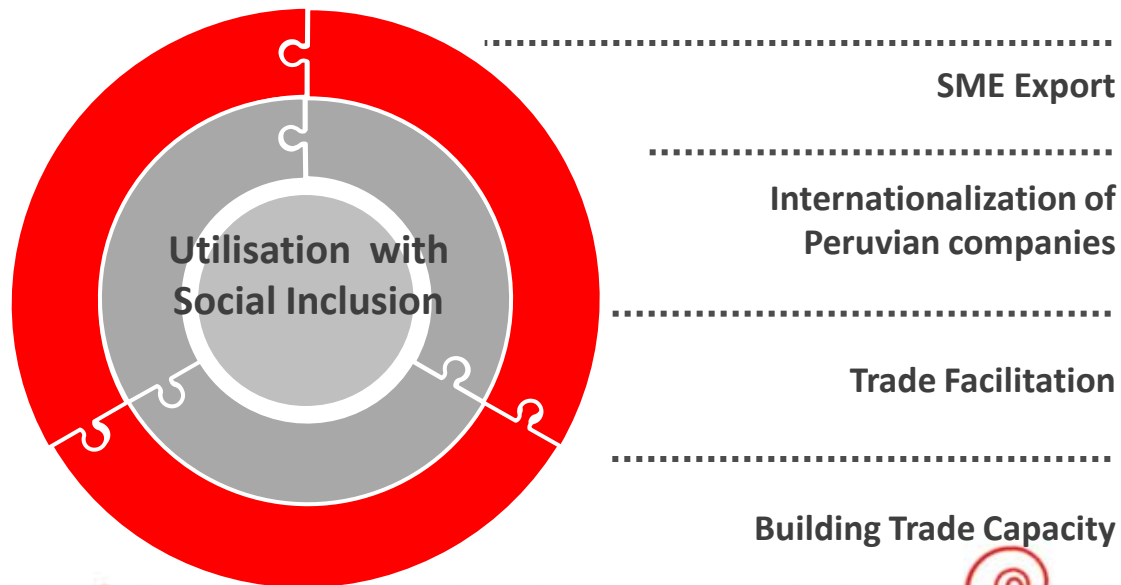 SME Export
Internationalization of
Peruvian companies
Utilisation with
Social Inclusion
Trade Facilitation
Building Trade Capacity